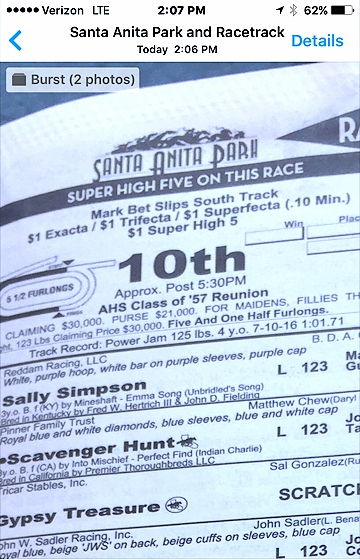 Verizon LTE 2:07 PM 62%
Santa Anita Park and Racetrack
Today 2:06 PM
Details
Burst (2 photos)
SANTA ANITA PARK
RA
SUPER HIGH FIVE ON THIS RACE
Mark Bet Slips South Track
$1 Exacta / $1 Trifecta / $1 Superfecta (.10 Min.)
$1 Super High 5
Win
Place
10th
5 1/2 FURLONGS
Approx. Post 5:30PM
AHS Class of '57 Reunion
CLAIMING $30,000. PURSE $21,000. FOR MAIDENS, FILLIES
123 Lbs Claiming Price $30,000. Five And One Half Furlongs.
Track Record: Power Jam 125 lbs. 4 y.o. 7-10-16 1:01.71
Reddam Racing, LLC B. D. A.
White, purple hoop, white bar on purple sleeves, purple cap
L 123
Sally Simpson
3y.o. B. f (KY) by Mineshaft - Emma Song (Unbridled's Song)
Bred in Kentucky by Fred W. Hertrich III & John D. Fielding
Pinner Family Trust Matthew Chew(Daryl
Royal blue and white diamonds, blue sleeves, blue and white cap
L 123
Scavenger Hunt
3y.o. B. f (CA) by Into Mischief - Perfect Find (Indian Charlie)
Bred in California by Premier Thoroughbreds LLC
Tricar Stables, Inc. Sal Gonzalez(Ru
SCRATCH
Gypsy Treasure
John W. Sadler Racing, Inc. John Sadler(L. Bena
oyal blue, beige 'JWS' on back, beige cuffs on sleeves, blue cap
L 123